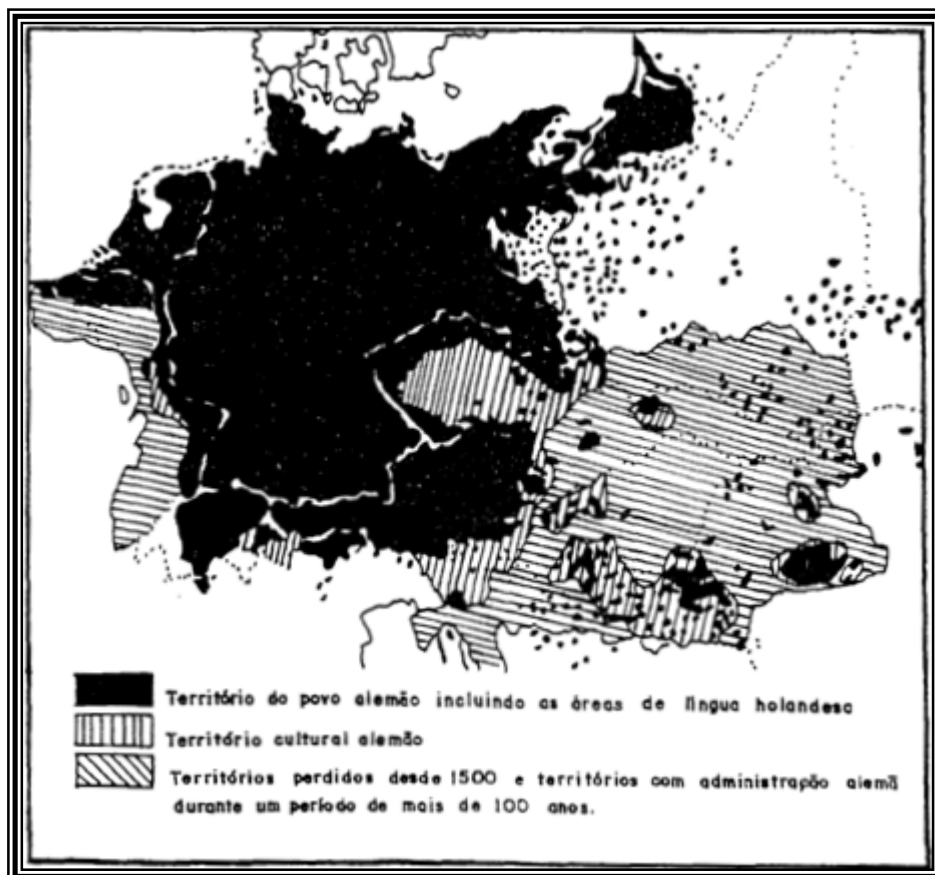 Território do povo alemão incluindo as áreas de língua holandesa
Território cultural alemão
Territórios perdidos desde 1500 e territórios com administração alemã
durante um período de mais de 100 anos.